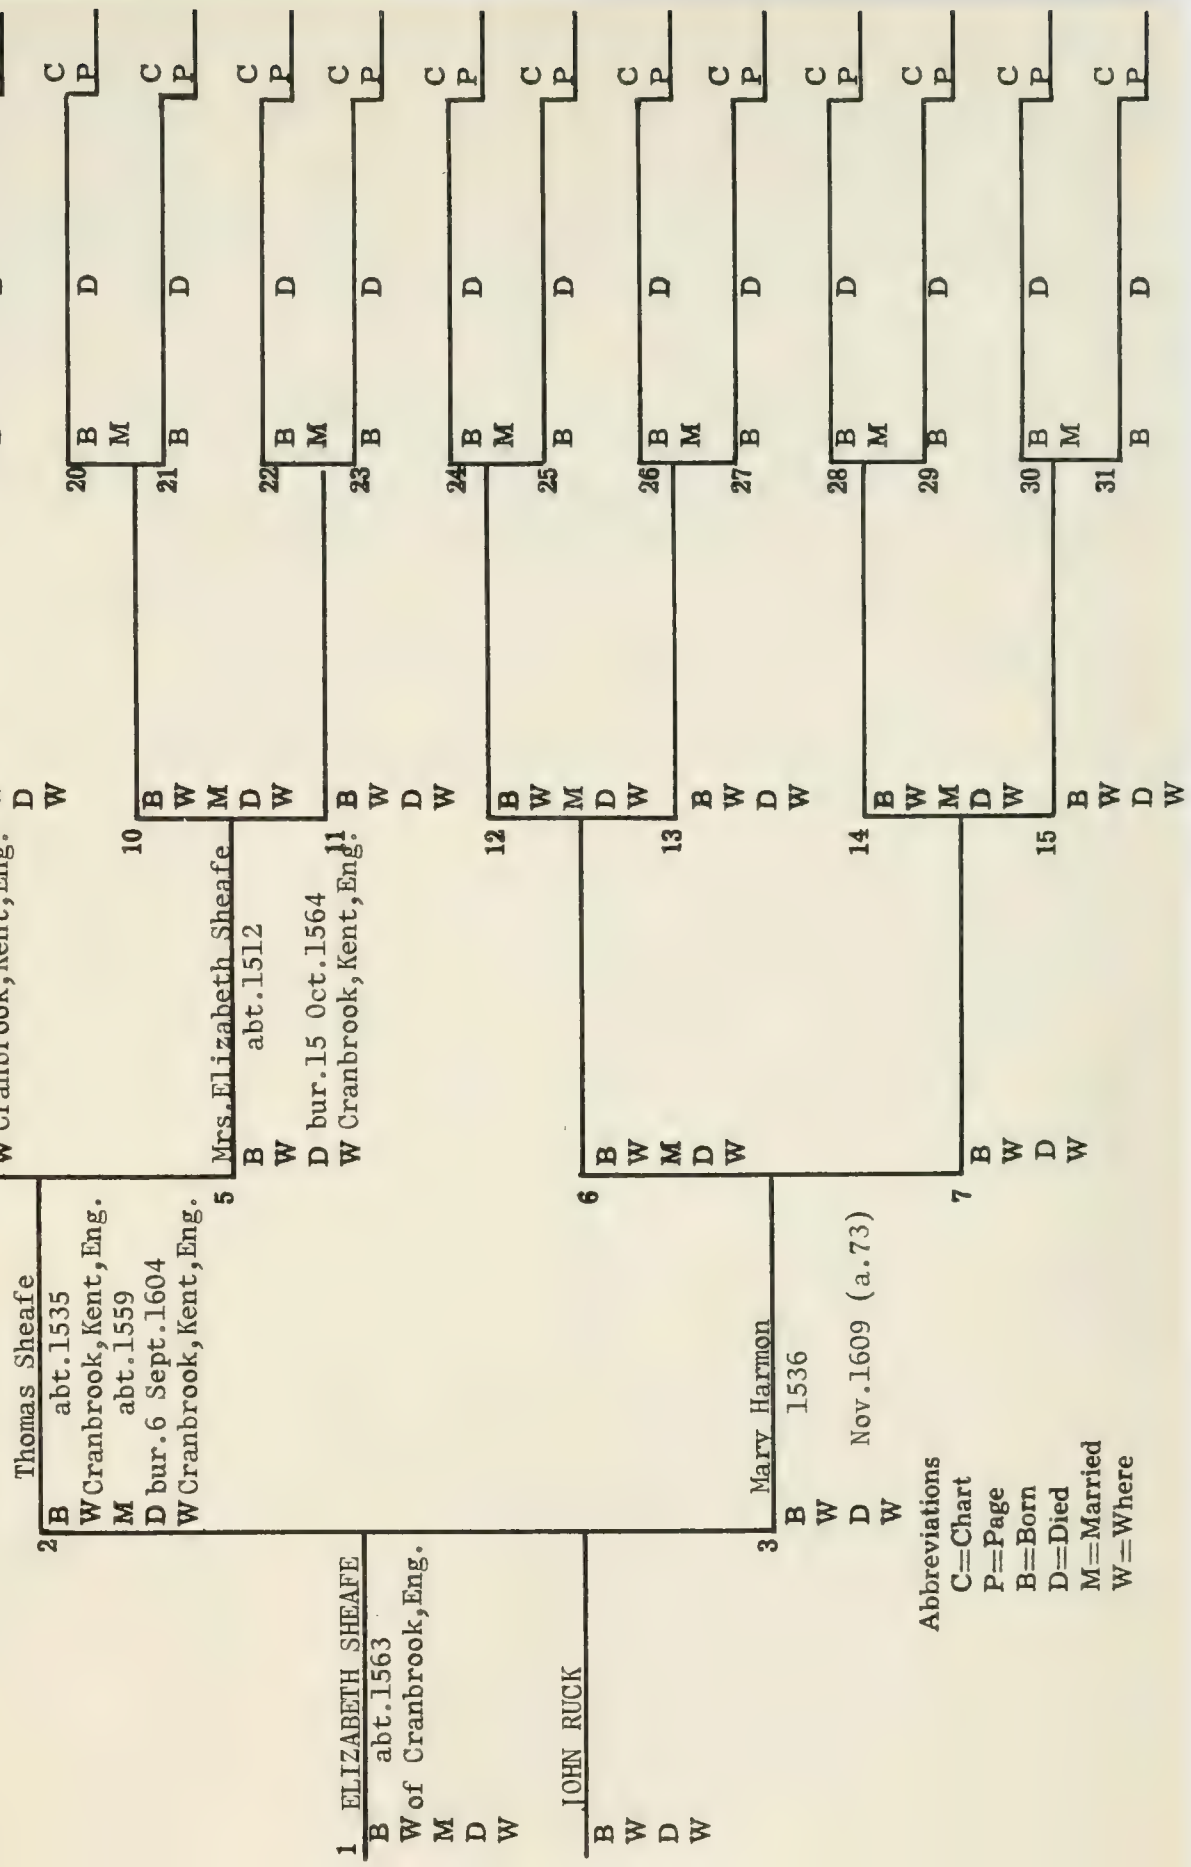 W Cranbrook,Kent,Eng.
D
W
Thomas Sheafe
2
B abt.1535
W Cranbrook,Kent,Eng.
M abt.1559
D bur.6 Sept.1604
W Cranbrook,Kent,Eng.
5
Mrs.Elizabeth Sheafe
B abt.1512
W
D bur.15 Oct.1564
W Cranbrook,Kent,Eng.
10
B
W
M
D
W
11
B
W
D
W
20
B D
M
C
P
21
B D
C
P
22
B D
M
C
P
23
B D
C
P
1 ELIZABETH SHEAFE
B abt.1563
W of Cranbrook,Eng.
M
D
W
JOHN RUCK
B
W
D
W
6
B
W
M
D
W
12
B
W
M
D
W
13
B
W
D
W
24
B D
M
C
P
25
B D
C
P
26
B D
M
C
P
27
B D
C
P
Mary Harmon
3
B 1536
W
D Nov.1609 (a.73)
W
7
B
W
D
W
14
B
W
M
D
W
15
B
W
D
W
28
B D
M
C
P
29
B D
C
P
30
B D
M
C
P
31
B D
C
P
Abbreviations
C=Chart
P=Page
B=Born
D=Died
M=Married
W=Where